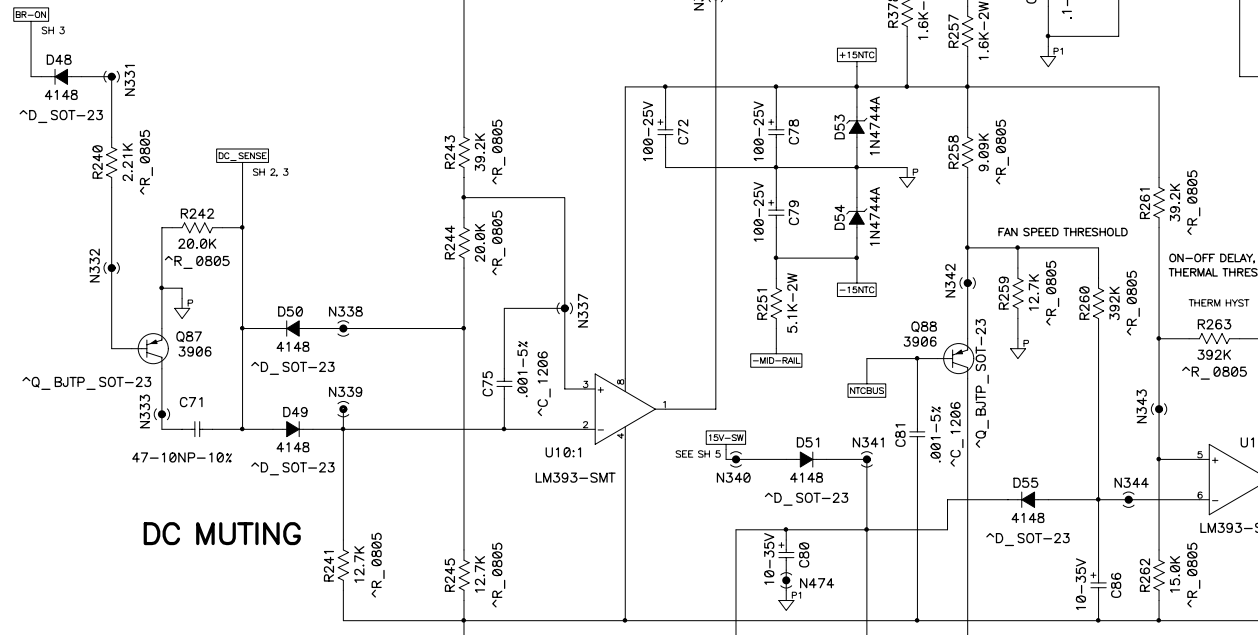 BR-ON
SH 3
D48
4148
^D_SOT-23
N331
R240
2.21K
^R_0805
DC_SENSE
SH 2, 3
R242
20.0K
^R_0805
N332
P
Q87
3906
^Q_BJTP_SOT-23
N333
C71
47-10NP-10%
D50
4148
^D_SOT-23
N338
D49
4148
^D_SOT-23
N339
DC MUTING
R241
12.7K
^R_0805
R243
39.2K
^R_0805
R244
20.0K
^R_0805
R245
12.7K
^R_0805
N337
C75
.001-5%
^C_1206
3
+
2
-
8
4
1
U10:1
LM393-SMT
100-25V
+
C72
100-25V
+
C78
100-25V
+
C79
+15NTC
D53
1N4744A
D54
1N4744A
P
-15NTC
R251
5.1K-2W
-MID-RAIL
R378
1.6K-
R257
1.6K-2W
.1-
P1
R258
9.09K
^R_0805
FAN SPEED THRESHOLD
N342
R259
12.7K
^R_0805
P
R260
392K
^R_0805
Q88
3906
^Q_BJTP_SOT-23
NTCBUS
C81
.001-5%
^C_1206
15V-SW
SEE SH 5
N340
D51
4148
^D_SOT-23
N341
10-35V
+
C80
N474
P1
D55
4148
^D_SOT-23
N344
10-35V
+
C86
R261
39.2K
^R_0805
ON-OFF DELAY,
THERMAL THRES
THERM HYST
R263
392K
^R_0805
N343
R262
15.0K
^R_0805
5
+
6
-
U1
LM393-S